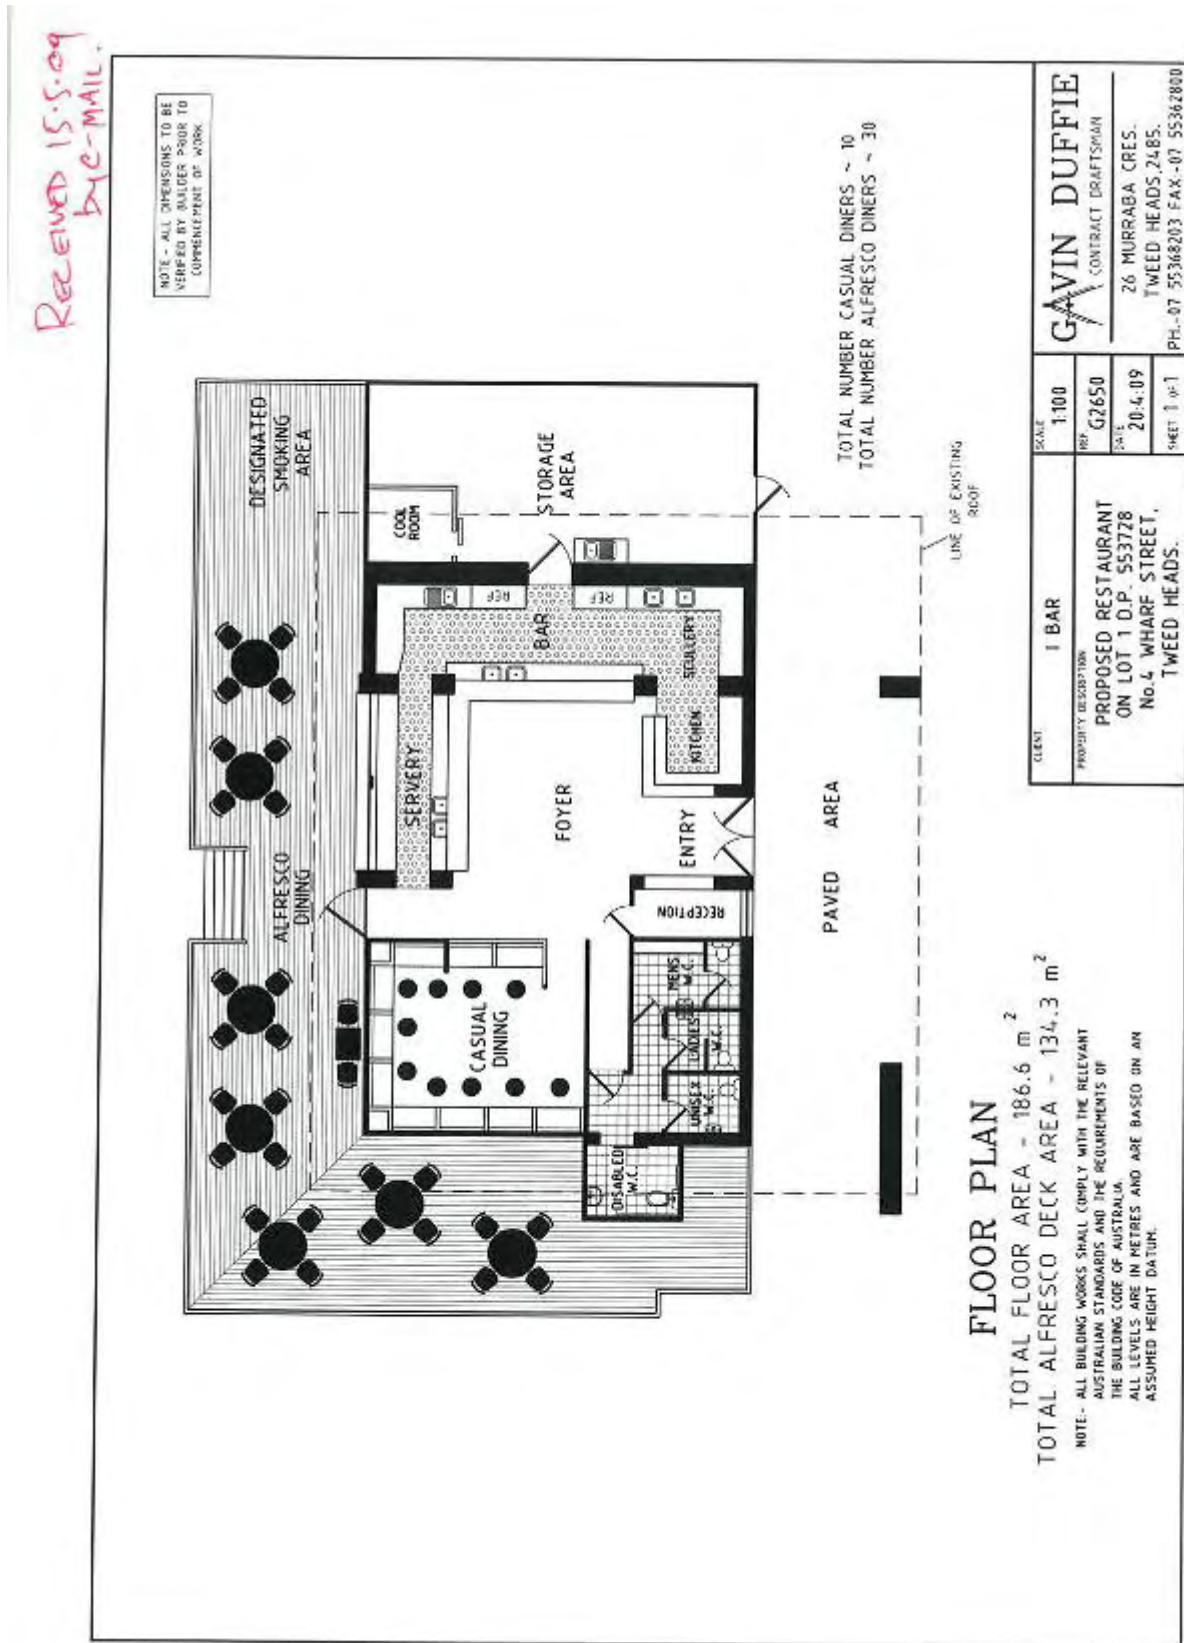 RECEIVED 15.5.09
by e-MAIL.
NOTE - ALL DIMENSIONS TO BE
VERIFIED BY BUILDER PRIOR TO
COMMENCEMENT OF WORK
DESIGNATED
SMOKING
AREA
ALFRESCO
DINING
COOL
ROOM
STORAGE
AREA
REF
REF
BAR
SCULLERY
SERVERY
KITCHEN
FOYER
ENTRY
RECEPTION
CASUAL
DINING
MENS
W.C.
LADIES
W.C.
UNISEX
W.C.
DISABLED
W.C.
PAVED AREA
LINE OF EXISTING
ROOF
TOTAL NUMBER CASUAL DINERS ~ 10
TOTAL NUMBER ALFRESCO DINERS ~ 30
FLOOR PLAN
TOTAL FLOOR AREA - 186.6 m²
TOTAL ALFRESCO DECK AREA - 134.3 m²
NOTE:- ALL BUILDING WORKS SHALL COMPLY WITH THE RELEVANT
AUSTRALIAN STANDARDS AND THE REQUIREMENTS OF
THE BUILDING CODE OF AUSTRALIA.
ALL LEVELS ARE IN METRES AND ARE BASED ON AN
ASSUMED HEIGHT DATUM.
CLIENT
I BAR
PROPERTY DESCRIPTION
PROPOSED RESTAURANT
ON LOT 1 D.P. 553728
No.4 WHARF STREET,
TWEED HEADS.
SCALE
1:100
REF
G2650
DATE
20:4:09
SHEET 1 OF 1
GAVIN DUFFIE
CONTRACT DRAFTSMAN
26 MURRABA CRES.
TWEED HEADS,2485.
PH.-07 55368203 FAX.-07 55362800